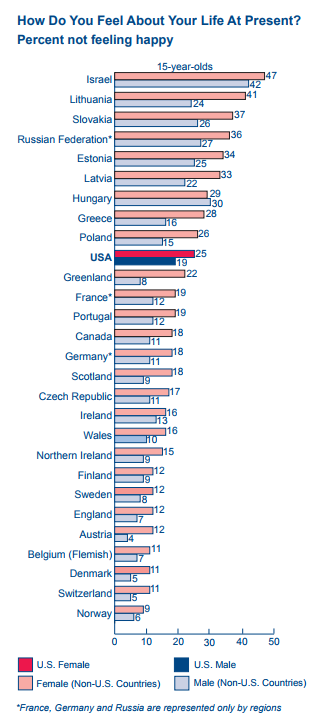 How Do You Feel About Your Life At Present?
Percent not feeling happy
15-year-olds
Israel 47 42
Lithuania 41 24
Slovakia 37 26
Russian Federation* 36 27
Estonia 34 25
Latvia 33 22
Hungary 29 30
Greece 28 16
Poland 26 15
USA 25 19
Greenland 22 8
France* 19 12
Portugal 19 12
Canada 18 11
Germany* 18 11
Scotland 18 9
Czech Republic 17 11
Ireland 16 13
Wales 16 10
Northern Ireland 15 9
Finland 12 9
Sweden 12 8
England 12 7
Austria 12 4
Belgium (Flemish) 11 7
Denmark 11 5
Switzerland 11 5
Norway 9 6
0 10 20 30 40 50
U.S. Female U.S. Male
Female (Non-U.S. Countries) Male (Non-U.S. Countries)
*France, Germany and Russia are represented only by regions